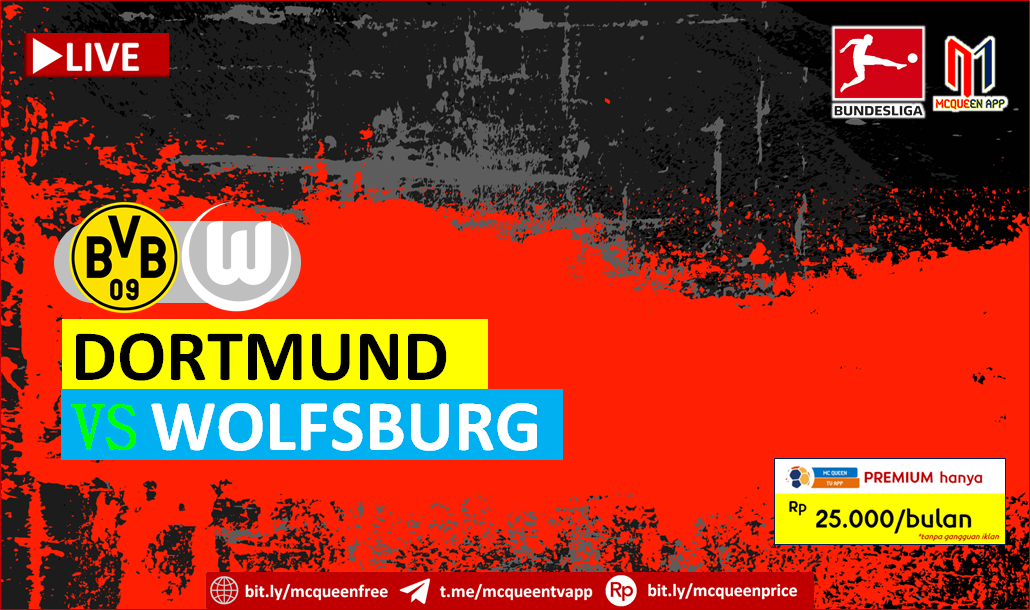 LIVE
BUNDESLIGA
MCQUEEN APP
BVB
09
W
DORTMUND
VS WOLFSBURG
MC QUEEN
TV APP
PREMIUM hanya
Rp 25.000/bulan
*tanpa gangguan iklan
bit.ly/mcqueenfree
t.me/mcqueentvapp
Rp
bit.ly/mcqueenprice